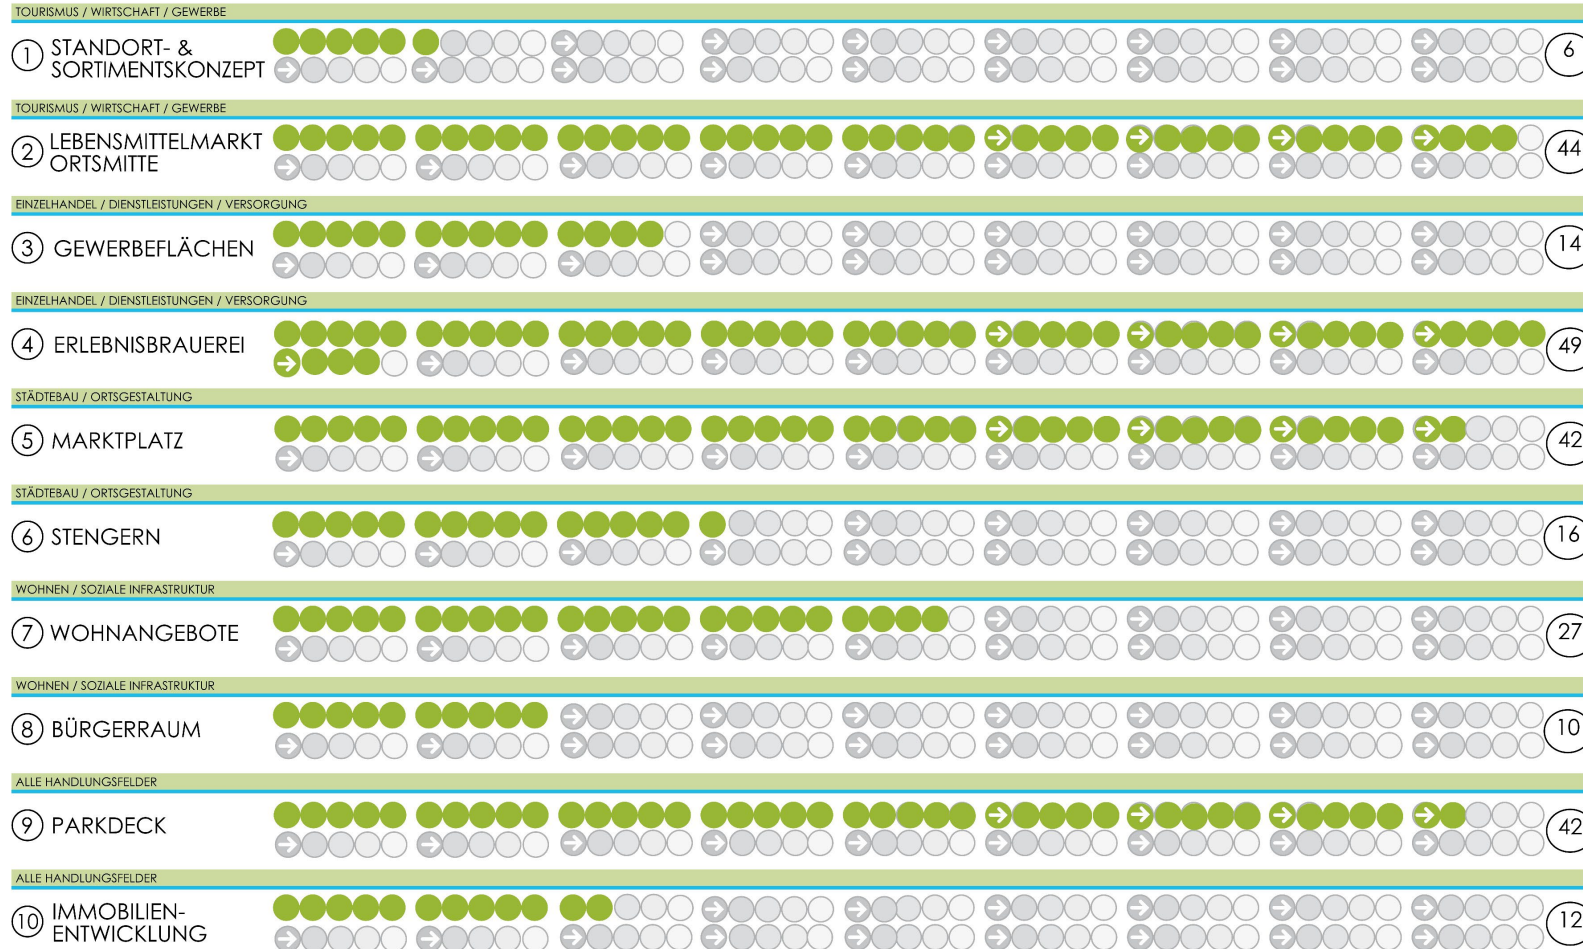 TOURISMUS / WIRTSCHAFT / GEWERBE
1 STANDORT- &
SORTIMENTSKONZEPT
6
TOURISMUS / WIRTSCHAFT / GEWERBE
2 LEBENSMITTELMARKT
ORTSMITTE
44
EINZELHANDEL / DIENSTLEISTUNGEN / VERSORGUNG
3 GEWERBEFLÄCHEN
14
EINZELHANDEL / DIENSTLEISTUNGEN / VERSORGUNG
4 ERLEBNISBRAUEREI
49
STÄDTEBAU / ORTSGESTALTUNG
5 MARKTPLATZ
42
STÄDTEBAU / ORTSGESTALTUNG
6 STENGERN
16
WOHNEN / SOZIALE INFRASTRUKTUR
7 WOHNANGEBOTE
27
WOHNEN / SOZIALE INFRASTRUKTUR
8 BÜRGERRAUM
10
ALLE HANDLUNGSFELDER
9 PARKDECK
42
ALLE HANDLUNGSFELDER
10 IMMOBILIEN-
ENTWICKLUNG
12